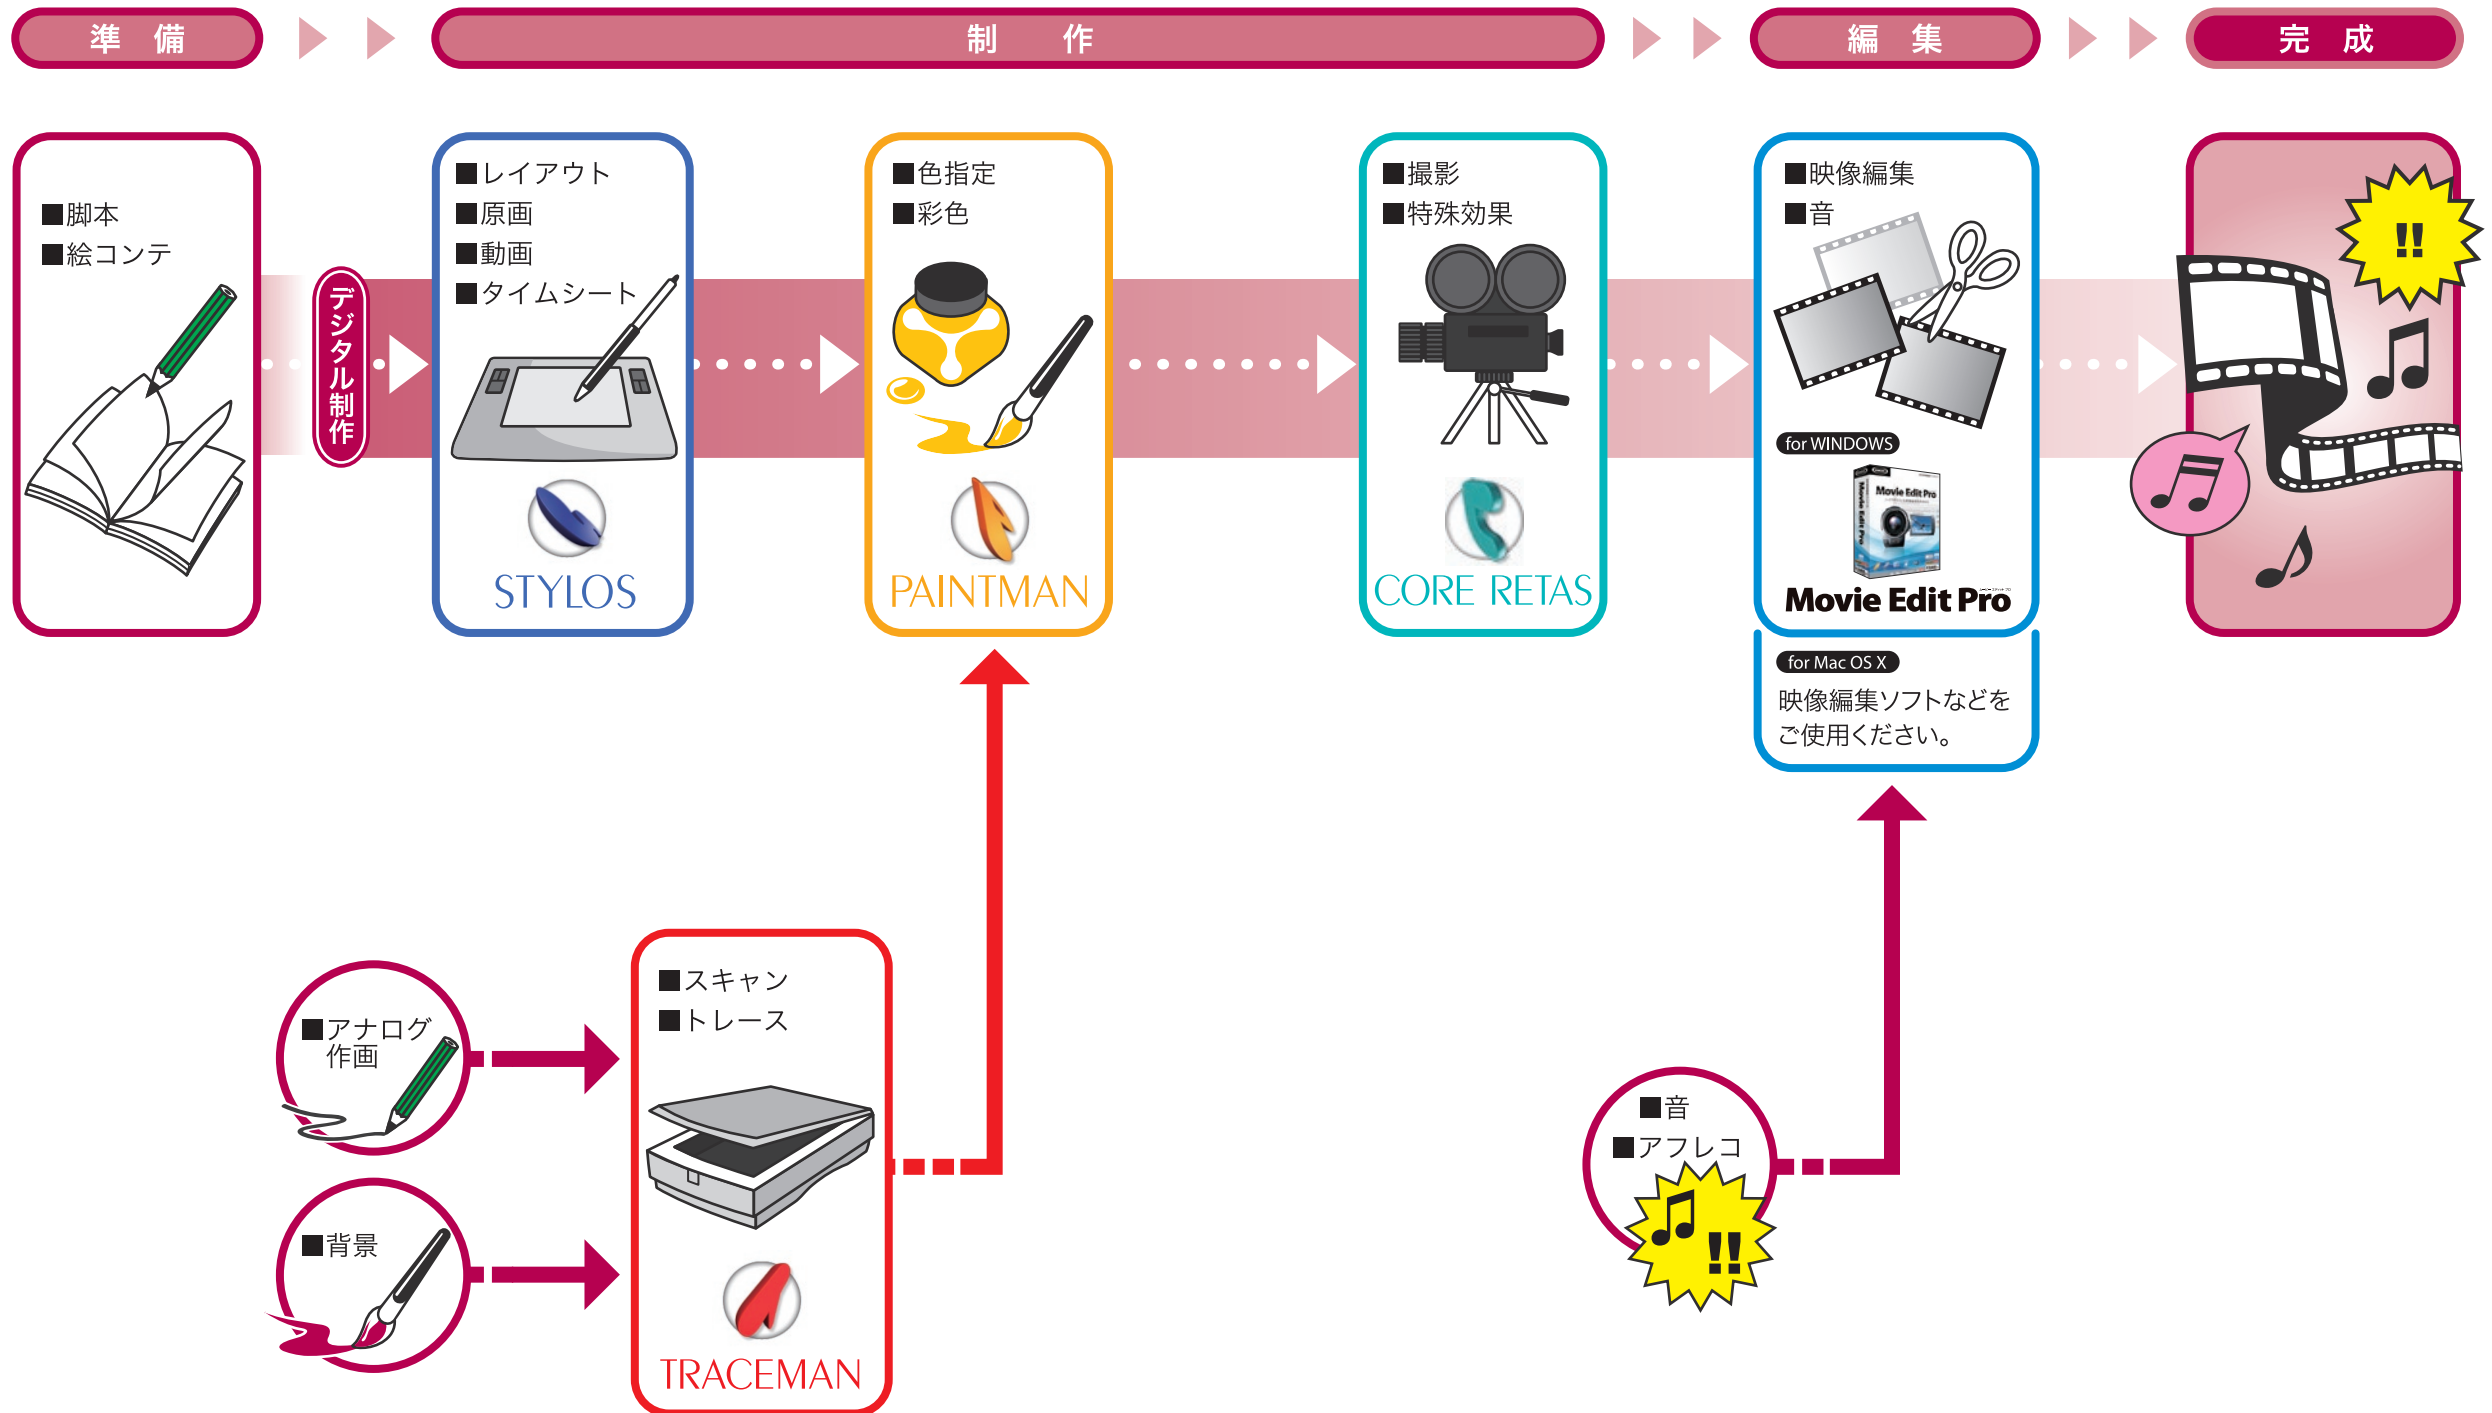 準 備
制 作
編 集
完 成
■脚本
■絵コンテ
デジタル制作
■レイアウト
■原画
■動画
■タイムシート
STYLOS
■色指定
■彩色
PAINTMAN
■撮影
■特殊効果
CORE RETAS
■映像編集
■音
for WINDOWS
Movie Edit Pro
Movie Edit Pro
Movie Edit Pro
for Mac OS X
映像編集ソフトなどを
ご使用ください。
!!
■アナログ
作画
■背景
■スキャン
■トレース
TRACEMAN
■音
■アフレコ
!!